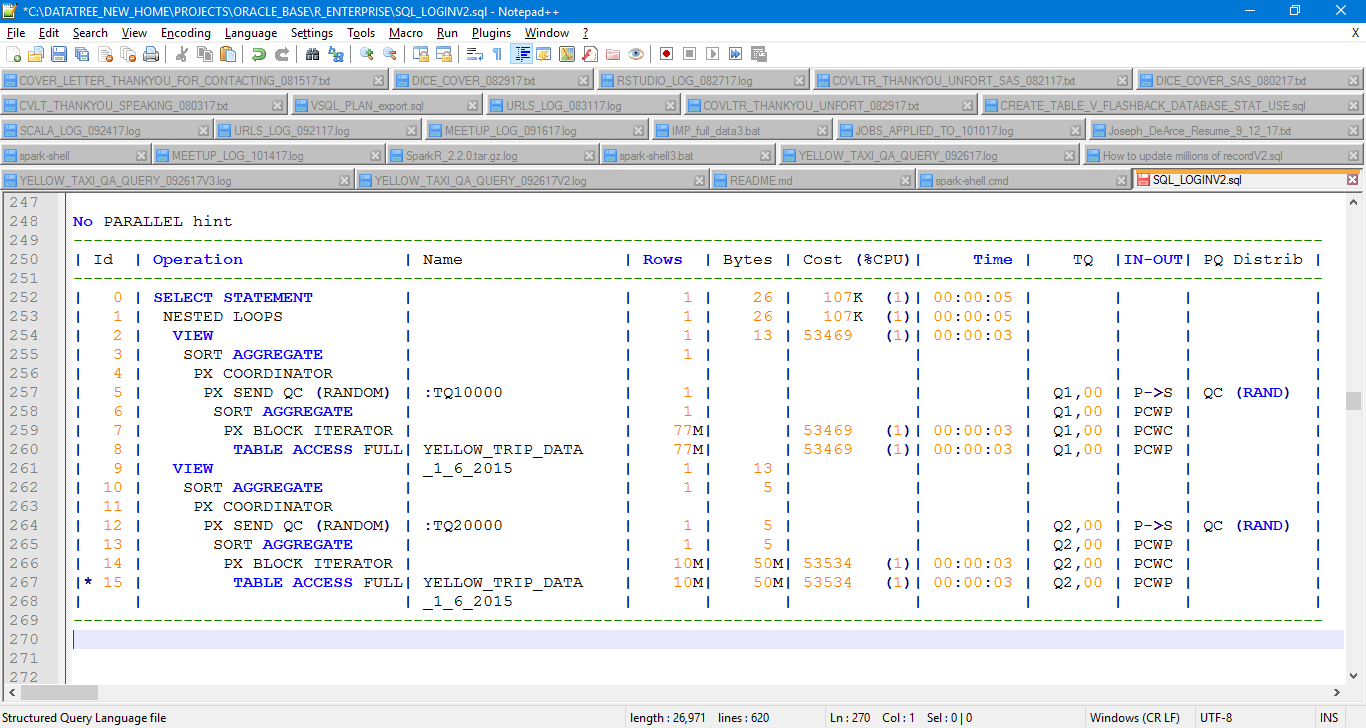 *C:\DATATREE_NEW_HOME\PROJECTS\ORACLE_BASE\R_ENTERPRISE\SQL_LOGINV2.sql - Notepad++
File Edit Search View Encoding Language Settings Tools Macro Run Plugins Window ? X
COVER_LETTER_THANKYOU_FOR_CONTACTING_081517.txt DICE_COVER_082917.txt RSTUDIO_LOG_082717.log COVLTR_THANKYOU_UNFORT_SAS_082117.txt DICE_COVER_SAS_080217.txt
CVLT_THANKYOU_SPEAKING_080317.txt VSQL_PLAN_export.sql URLS_LOG_083117.log COVLTR_THANKYOU_UNFORT_082917.txt CREATE_TABLE_V_FLASHBACK_DATABASE_STAT_USE.sql
SCALA_LOG_092417.log URLS_LOG_092117.log MEETUP_LOG_091617.log IMP_full_data3.bat JOBS_APPLIED_TO_101017.log Joseph_DeArce_Resume_9_12_17.txt
spark-shell MEETUP_LOG_101417.log SparkR_2.2.0.tar.gz.log spark-shell3.bat YELLOW_TAXI_QA_QUERY_092617.log How to update millions of recordV2.sql
YELLOW_TAXI_QA_QUERY_092617V3.log YELLOW_TAXI_QA_QUERY_092617V2.log README.md spark-shell.cmd SQL_LOGINV2.sql
247
248 No PARALLEL hint
249 ----------------------------------------------------------------------------------------------------------------------------
250 | Id | Operation | Name | Rows | Bytes | Cost (%CPU)| Time | TQ |IN-OUT| PQ Distrib |
251 ----------------------------------------------------------------------------------------------------------------------------
252 | 0 | SELECT STATEMENT | | 1 | 26 | 107K (1)| 00:00:05 | | | |
253 | 1 | NESTED LOOPS | | 1 | 26 | 107K (1)| 00:00:05 | | | |
254 | 2 | VIEW | | 1 | 13 | 53469 (1)| 00:00:03 | | | |
255 | 3 | SORT AGGREGATE | | 1 | | | | | | |
256 | 4 | PX COORDINATOR | | | | | | | | |
257 | 5 | PX SEND QC (RANDOM) | :TQ10000 | 1 | | | | Q1,00 | P->S | QC (RAND) |
258 | 6 | SORT AGGREGATE | | 1 | | | | Q1,00 | PCWP | |
259 | 7 | PX BLOCK ITERATOR | | 77M| | 53469 (1)| 00:00:03 | Q1,00 | PCWC | |
260 | 8 | TABLE ACCESS FULL| YELLOW_TRIP_DATA | 77M| | 53469 (1)| 00:00:03 | Q1,00 | PCWP | |
261 | 9 | VIEW | _1_6_2015 | 1 | 13 | | | | | |
262 | 10 | SORT AGGREGATE | | 1 | 5 | | | | | |
263 | 11 | PX COORDINATOR | | | | | | | | |
264 | 12 | PX SEND QC (RANDOM) | :TQ20000 | 1 | 5 | | | Q2,00 | P->S | QC (RAND) |
265 | 13 | SORT AGGREGATE | | 1 | 5 | | | Q2,00 | PCWP | |
266 | 14 | PX BLOCK ITERATOR | | 10M| 50M| 53534 (1)| 00:00:03 | Q2,00 | PCWC | |
267 |* 15 | TABLE ACCESS FULL| YELLOW_TRIP_DATA | 10M| 50M| 53534 (1)| 00:00:03 | Q2,00 | PCWP | |
268 | | | _1_6_2015 | | | | | | | |
269 ----------------------------------------------------------------------------------------------------------------------------
270
271
272
Structured Query Language file length : 26,971 lines : 620 Ln : 270 Col : 1 Sel : 0 | 0 Windows (CR LF) UTF-8 INS